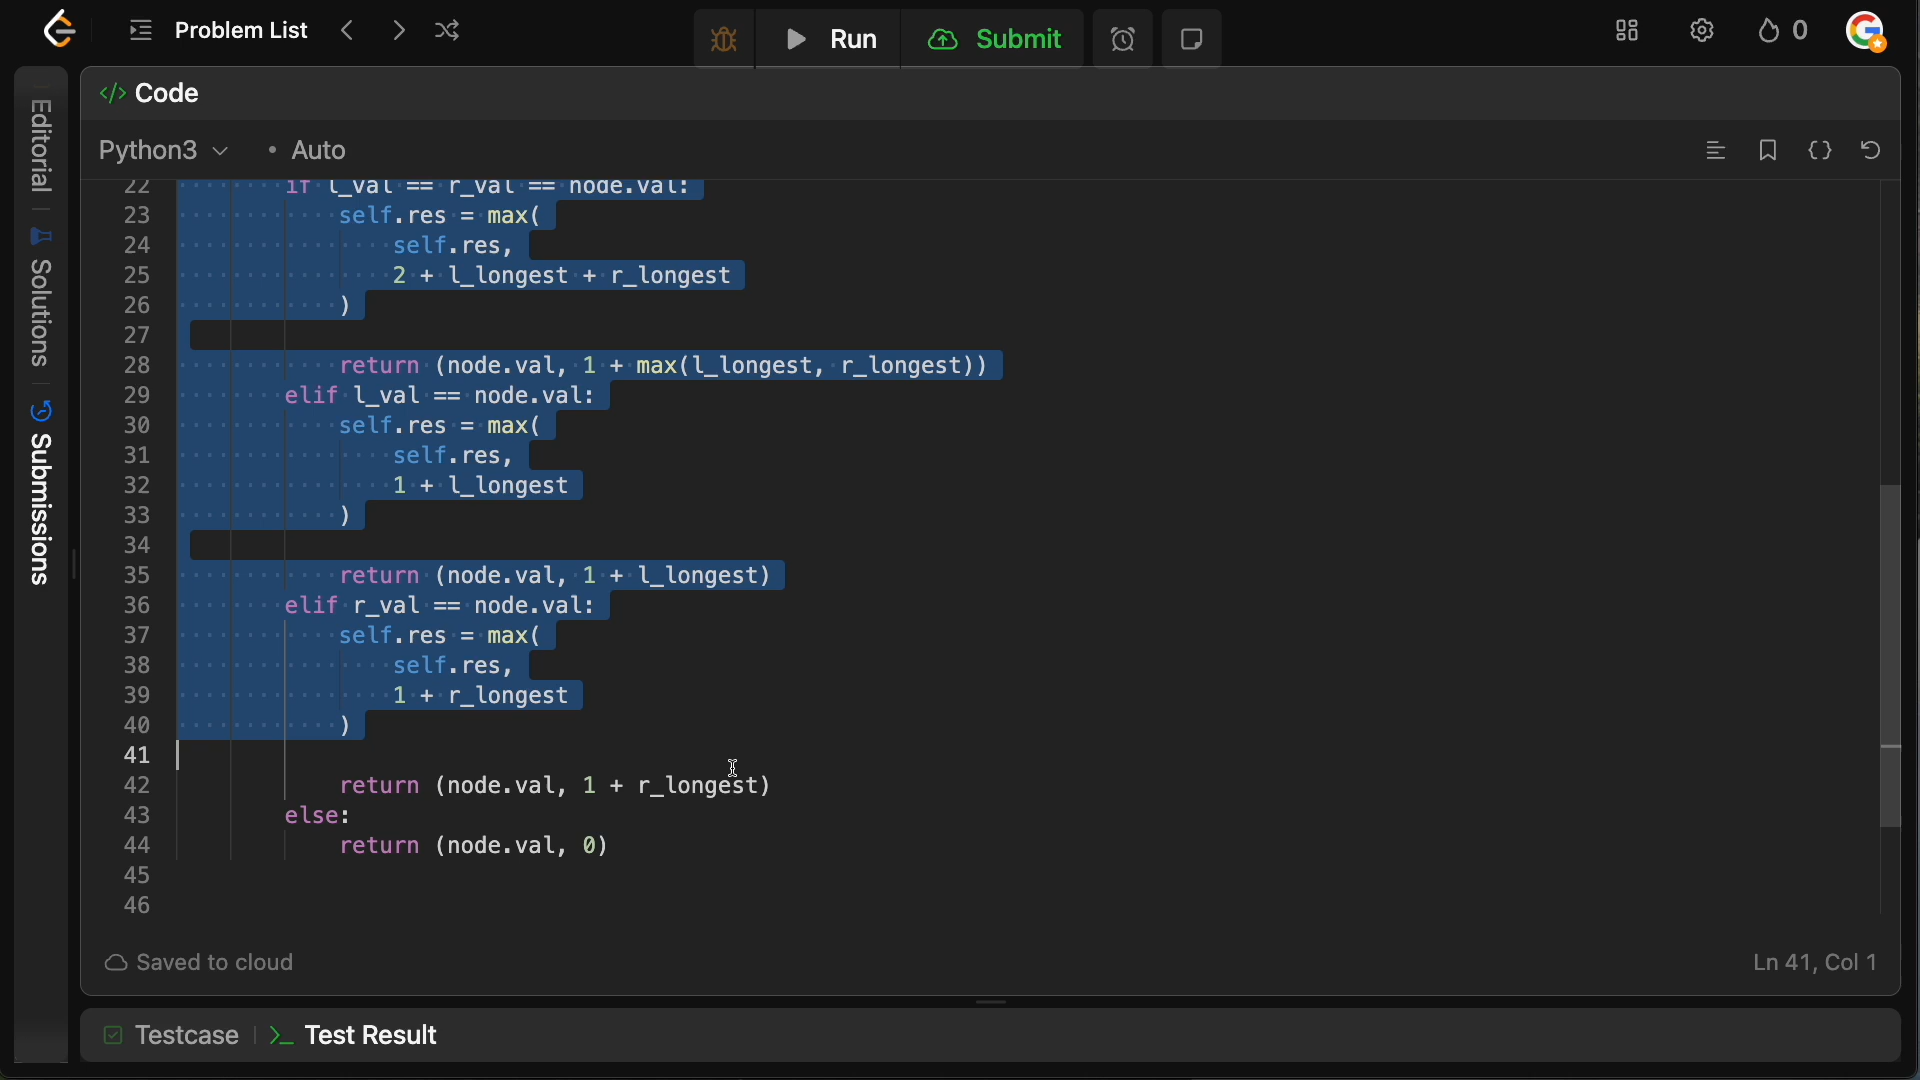 Problem List
Run
Submit
0
Editorial
Solutions
Submissions
</> Code
Python3
• Auto
22 if l_val == r_val == node.val:
23 self.res = max(
24 self.res,
25 2 + l_longest + r_longest
26 )
27
28 return (node.val, 1 + max(l_longest, r_longest))
29 elif l_val == node.val:
30 self.res = max(
31 self.res,
32 1 + l_longest
33 )
34
35 return (node.val, 1 + l_longest)
36 elif r_val == node.val:
37 self.res = max(
38 self.res,
39 1 + r_longest
40 )
41
42 return (node.val, 1 + r_longest)
43 else:
44 return (node.val, 0)
45
46
Saved to cloud
Ln 41, Col 1
Testcase
>_ Test Result